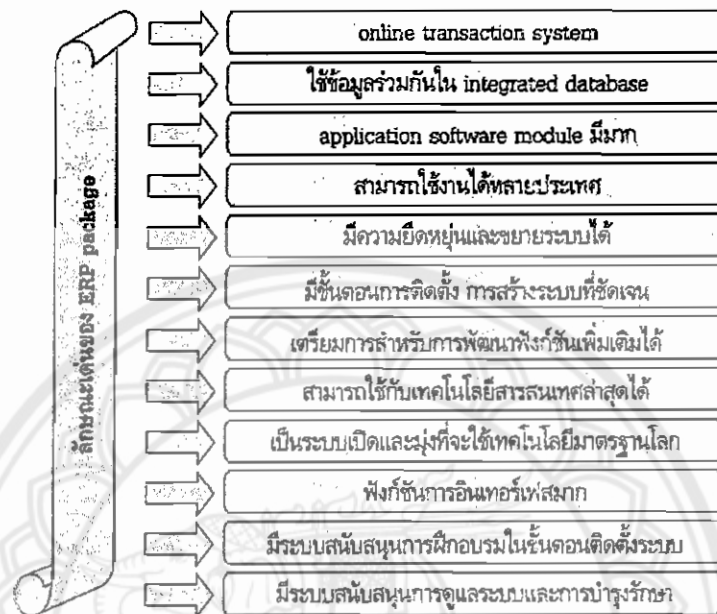 ลักษณะเด่นของ ERP package
online transaction system
ใช้ข้อมูลร่วมกันใน integrated database
application software module มีมาก
สามารถใช้งานได้หลายประเทศ
มีความยืดหยุ่นและขยายระบบได้
มีขั้นตอนการติดตั้ง การสร้างระบบที่ชัดเจน
เตรียมการสำหรับการพัฒนาฟังก์ชันเพิ่มเติมได้
สามารถใช้กับเทคโนโลยีสารสนเทศล่าสุดได้
เป็นระบบเปิดและมุ่งที่จะใช้เทคโนโลยีมาตรฐานโลก
ฟังก์ชันการอินเทอร์เฟสมาก
มีระบบสนับสนุนการฝึกอบรมในขั้นตอนติดตั้งระบบ
มีระบบสนับสนุนการดูแลระบบและการบำรุงรักษา